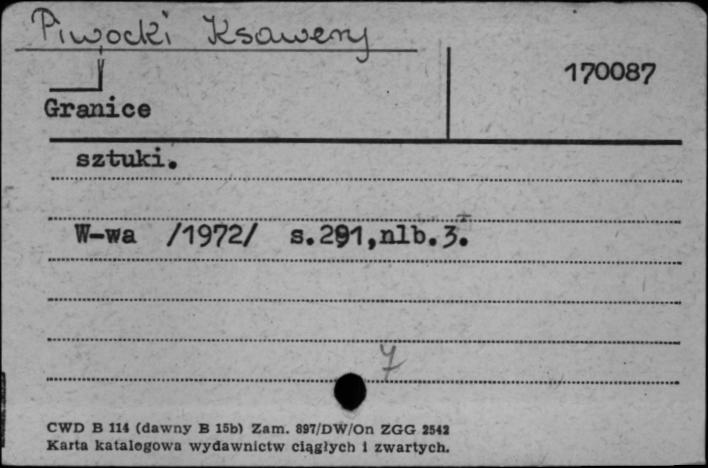 Piwocki Ksawery
170087
Granice
sztuki.
W-wa /1972/ s.291,nlb.3.
7
CWD B 114 (dawny B 15b) Zam. 897/DW/On ZGG 2542
Karta katalogowa wydawnictw ciągłych i zwartych.